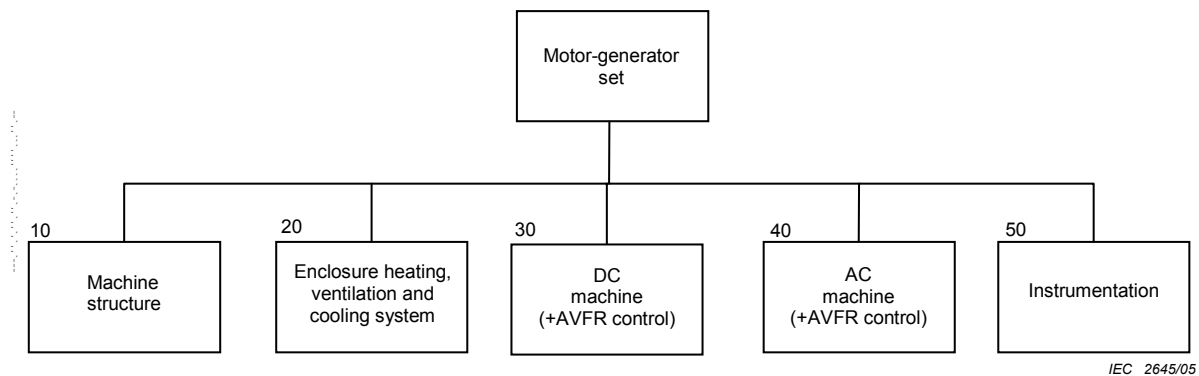 Motor-generator
set
10
Machine
structure
20
Enclosure heating,
ventilation and
cooling system
30
DC
machine
(+AVFR control)
40
AC
machine
(+AVFR control)
50
Instrumentation
IEC 2645/05